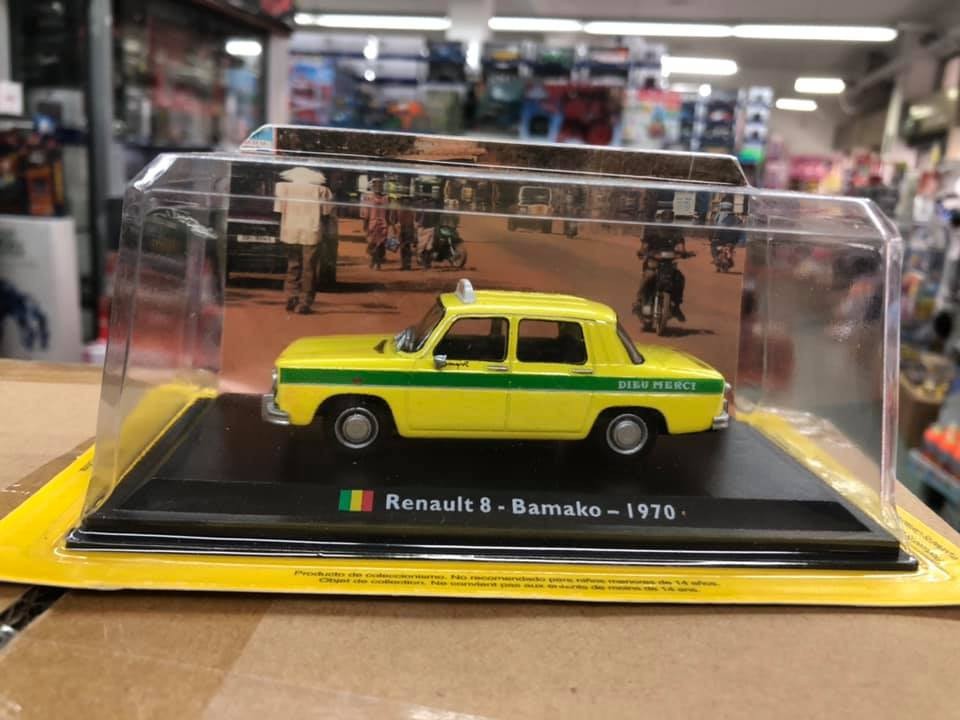 DIEU MERCI
Renault 8 - Bamako – 1970
Producto de coleccionismo. No recomendado para niños menores de 14 años.
Objet de collection. Ne convient pas aux enfants de moins de 14 ans.